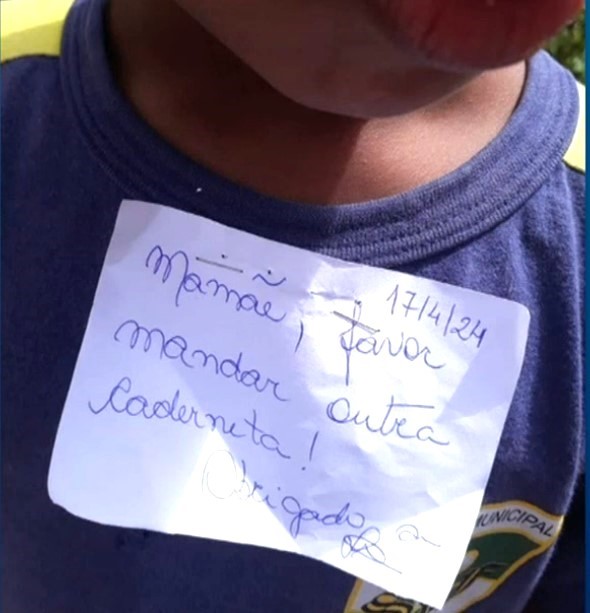 17/4/24
Mamãe, favor
mandar outra
caderneta!
Obrigado
MUNICIPAL